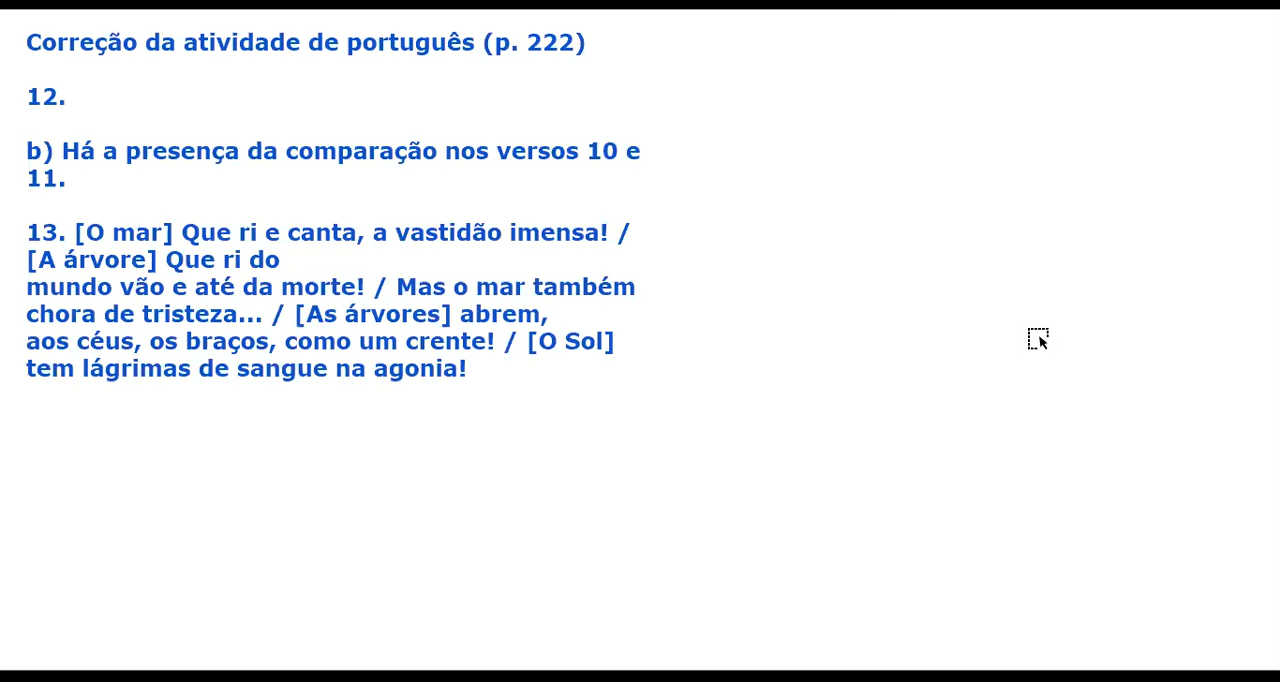 Correção da atividade de português (p. 222)
12.
b) Há a presença da comparação nos versos 10 e
11.
13. [O mar] Que ri e canta, a vastidão imensa! /
[A árvore] Que ri do
mundo vão e até da morte! / Mas o mar também
chora de tristeza... / [As árvores] abrem,
aos céus, os braços, como um crente! / [O Sol]
tem lágrimas de sangue na agonia!